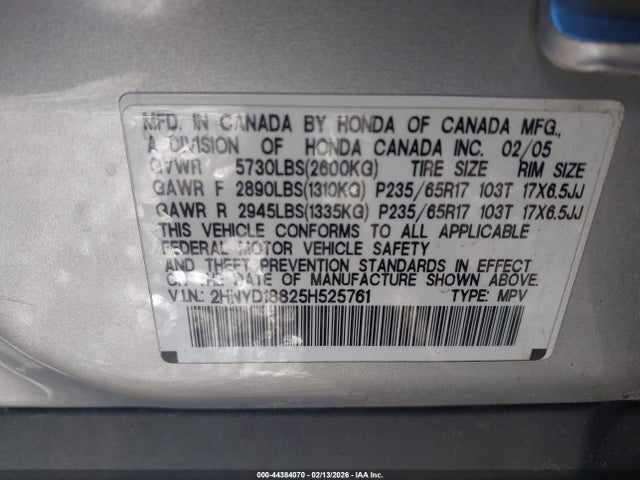 MFD. IN CANADA BY HONDA OF CANADA MFG.,
A DIVISION OF HONDA CANADA INC. 02/05
GVWR 5730LBS(2600KG) TIRE SIZE RIM SIZE
GAWR F 2890LBS(1310KG) P235/65R17 103T 17X6.5JJ
GAWR R 2945LBS(1335KG) P235/65R17 103T 17X6.5JJ
THIS VEHICLE CONFORMS TO ALL APPLICABLE
FEDERAL MOTOR VEHICLE SAFETY
AND THEFT PREVENTION STANDARDS IN EFFECT
ON THE DATE OF MANUFACTURE SHOWN ABOVE.
V.I.N.: 2HNYD18825H525761 TYPE: MPV
000-44384070 - 02/13/2026 - IAA Inc.